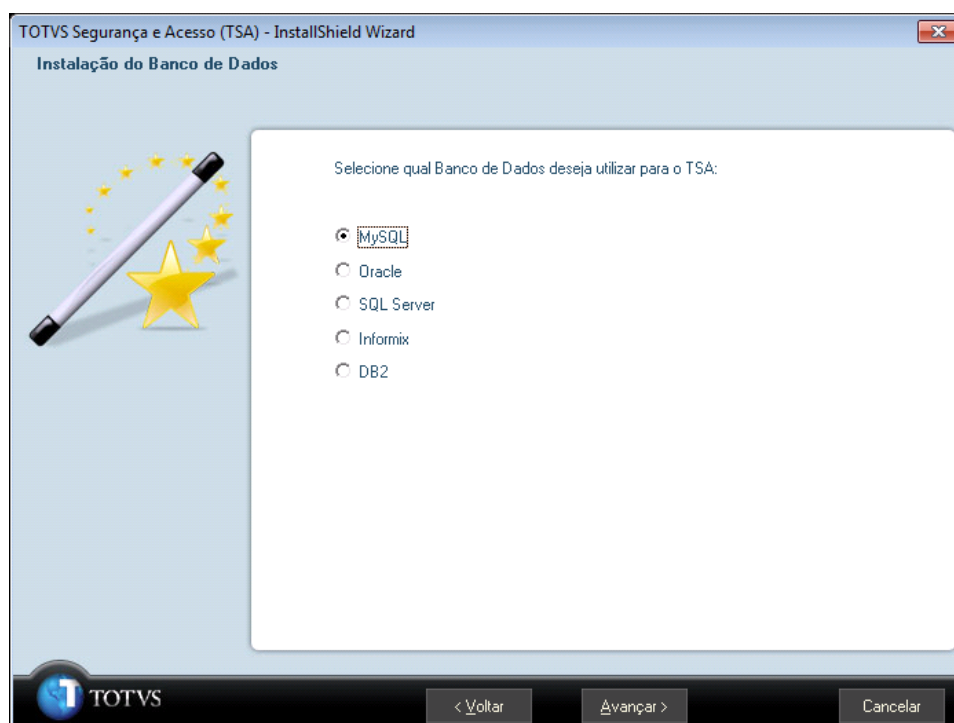 TOTVS Segurança e Acesso (TSA) - InstallShield Wizard
Instalação do Banco de Dados
Selecione qual Banco de Dados deseja utilizar para o TSA:
MySQL
Oracle
SQL Server
Informix
DB2
TOTVS
< Voltar
Avançar >
Cancelar